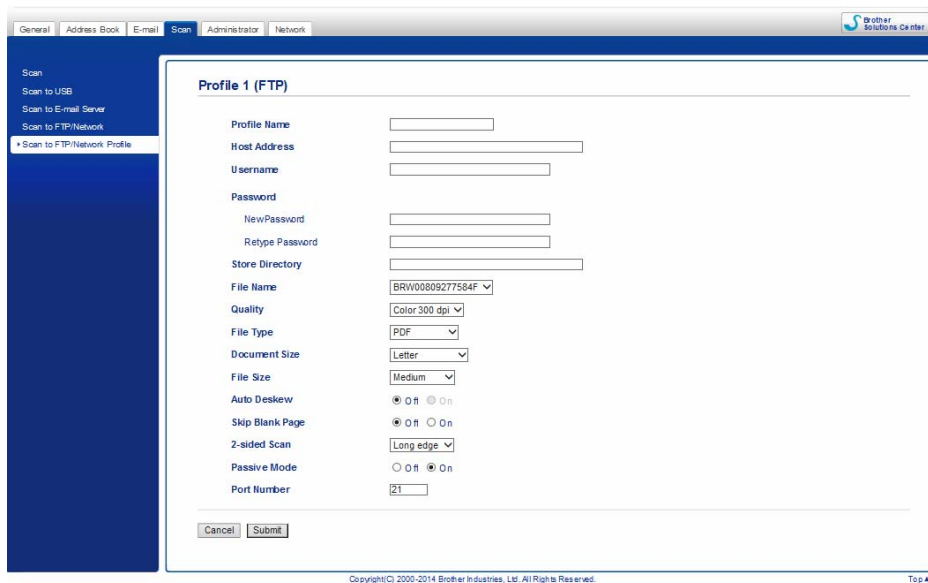 General Address Book E-mail Scan Administrator Network
Brother
Solutions Center
Scan
Scan to USB
Scan to E-mail Server
Scan to FTP/Network
Scan to FTP/Network Profile
Profile 1 (FTP)
Profile Name
Host Address
Username
Password
NewPassword
Retype Password
Store Directory
File Name BRW00809277584F
Quality Color 300 dpi
File Type PDF
Document Size Letter
File Size Medium
Auto Deskew Off On
Skip Blank Page Off On
2-sided Scan Long edge
Passive Mode Off On
Port Number 21
Cancel Submit
Copyright(C) 2000-2014 Brother Industries, Ltd. All Rights Reserved.
Top▲